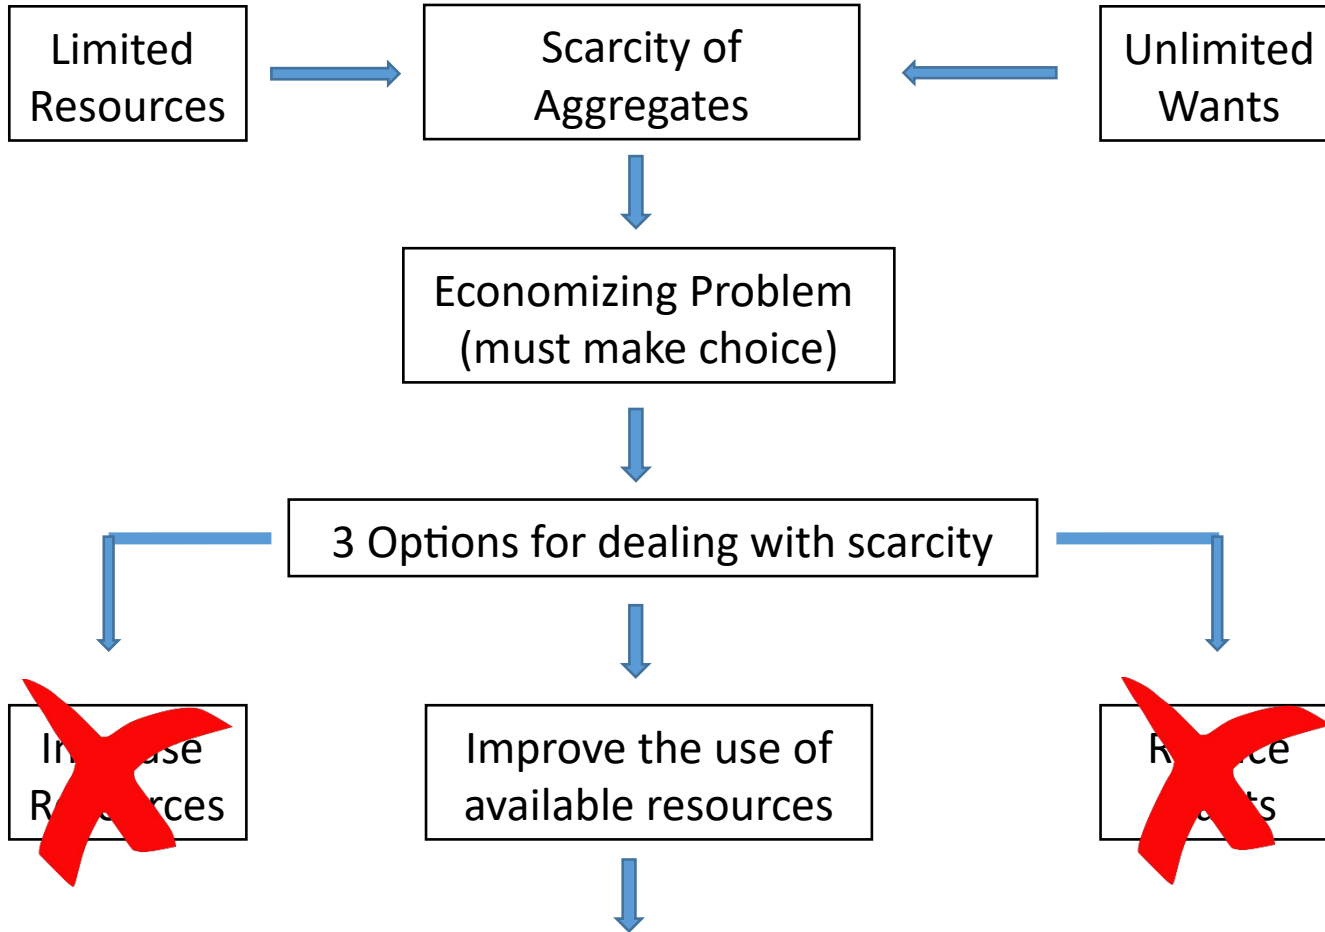 Limited
Resources
Scarcity of
Aggregates
Unlimited
Wants
Economizing Problem
(must make choice)
3 Options for dealing with scarcity
Improve the use of
available resources